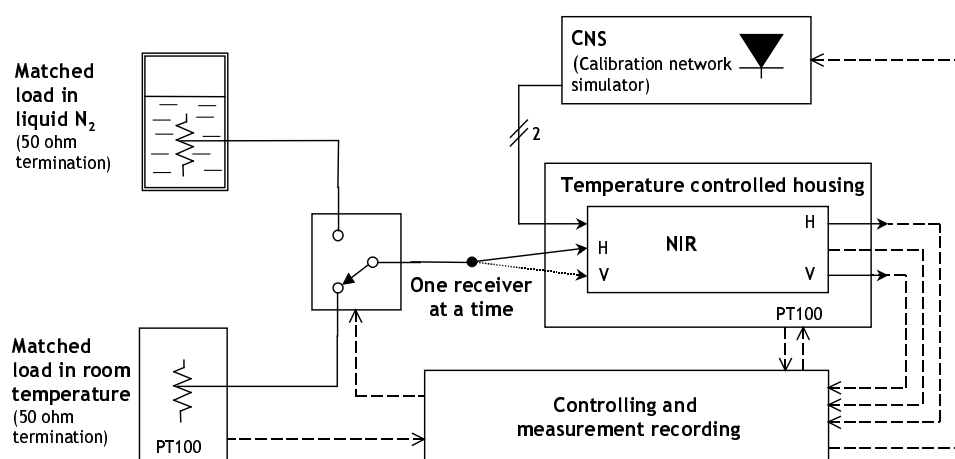 Matched
load in
liquid N2
(50 ohm
termination)
CNS
(Calibration network
simulator)
2
Temperature controlled housing
NIR
H
H
V
V
PT100
One receiver
at a time
Matched
load in room
temperature
(50 ohm
termination)
PT100
Controlling and
measurement recording